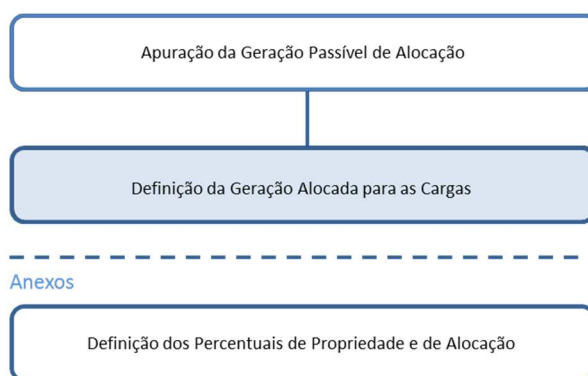 Apuração da Geração Passível de Alocação
Definição da Geração Alocada para as Cargas
Anexos
Definição dos Percentuais de Propriedade e de Alocação